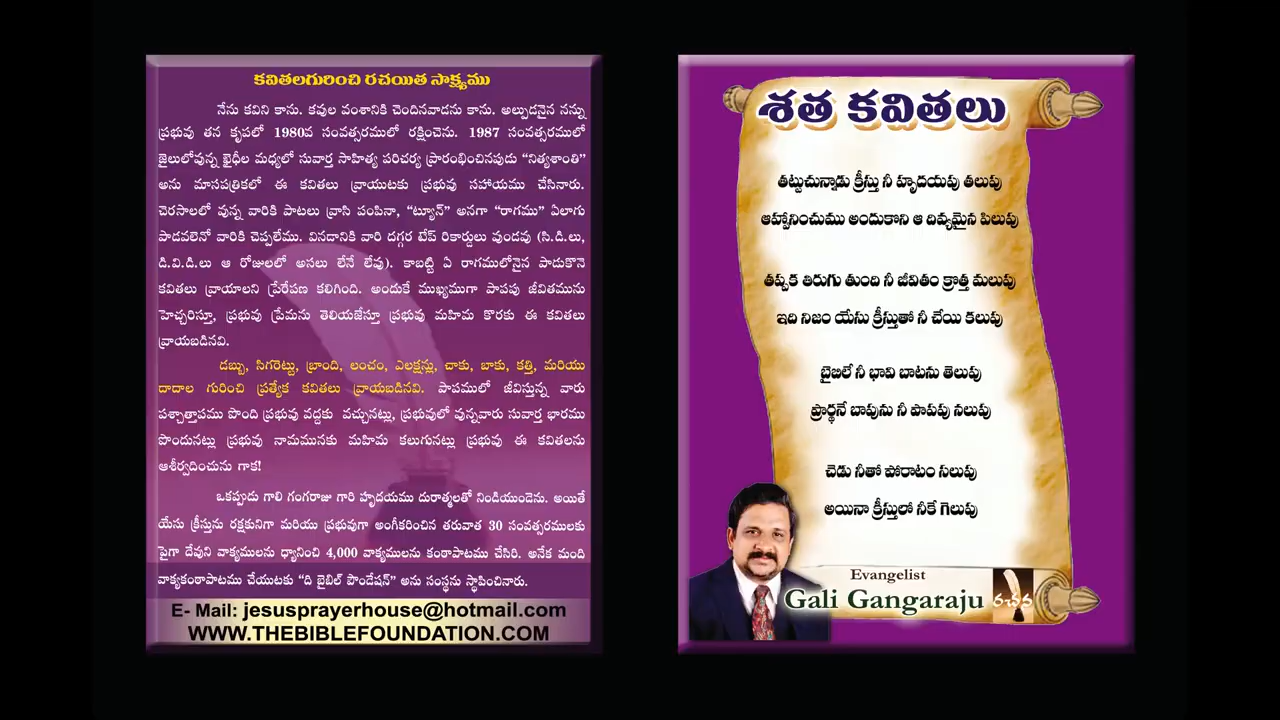 కవితలగురించి రచయిత సాక్ష్యము
నేను కవిని కాను. కవుల వంశానికి చెందినవాడను కాను. అల్పుడనైన నన్ను
ప్రభువు తన కృపలో 1980వ సంవత్సరములో రక్షించెను. 1987 సంవత్సరములో
జైలులోవున్న ఖైధీల మధ్యలో సువార్త సాహిత్య పరిచర్య ప్రారంభించినపుడు “నిత్యశాంతి”
అను మాసపత్రికలో ఈ కవితలు వ్రాయుటకు ప్రభువు సహాయము చేసినారు.
చెరసాలలో వున్న వారికి పాటలు వ్రాసి పంపినా, “ట్యూన్” అనగా “రాగము” ఏలాగు
పాడవలెనో వారికి చెప్పలేము. వినడానికి వారి దగ్గర టేప్ రికార్డులు వుండవు (సి.డి.లు,
డి.వి.డి.లు ఆ రోజులలో అసలు లేనే లేవు). కాబట్టి ఏ రాగములోనైన పాడుకొనె
కవితలు వ్రాయాలని ప్రేరేపణ కలిగింది. అందుకే ముఖ్యముగా పాపపు జీవితమును
హెచ్చరిస్తూ, ప్రభువు ప్రేమను తెలియజేస్తూ ప్రభువు మహిమ కొరకు ఈ కవితలు
వ్రాయబడినవి.
డబ్బు, సిగరెట్టు, బ్రాంది, లంచం, ఎలక్షన్లు, చాకు, బాకు, కత్తి, మరియు
దాదాల గురించి ప్రత్యేక కవితలు వ్రాయబడినవి. పాపములో జీవిస్తున్న వారు
పశ్చాత్తాపము పొంది ప్రభువు వద్దకు వచ్చునట్లు, ప్రభువులో వున్నవారు సువార్త భారము
పొందునట్లు ప్రభువు నామమునకు మహిమ కలుగునట్లు ప్రభువు ఈ కవితలను
ఆశీర్వదించును గాక!
ఒకప్పుడు గాలి గంగరాజు గారి హృదయము దురాత్మలతో నిండియుండెను. అయితే
యేసు క్రీస్తును రక్షకునిగా మరియు ప్రభువుగా అంగీకరించిన తరువాత 30 సంవత్సరములకు
పైగా దేవుని వాక్యములను ధ్యానించి 4,000 వాక్యములను కంఠాపాటము చేసిరి. అనేక మంది
వాక్యకంఠాపాటము చేయుటకు “ది బైబిల్ పౌండేషన్” అను సంస్థను స్థాపించినారు.
E- Mail: jesusprayerhouse@hotmail.com
WWW.THEBIBLEFOUNDATION.COM
శత కవితలు
తట్టుచున్నాడు క్రీస్తు నీ హృదయపు తలుపు
ఆహ్వానించుము అందుకొని ఆ దివ్యమైన పిలుపు
తప్పక తిరుగు తుంది నీ జీవితం క్రొత్త మలుపు
ఇది నిజం యేసు క్రీస్తుతో నీ చేయి కలుపు
బైబిలే నీ భావి బాటను తెలుపు
ప్రార్థనే బాపును నీ పాపపు నలుపు
చెడు నీతో పోరాటం సలుపు
అయినా క్రీస్తులో నీకే గెలుపు
Evangelist
Gali Gangaraju
రచన